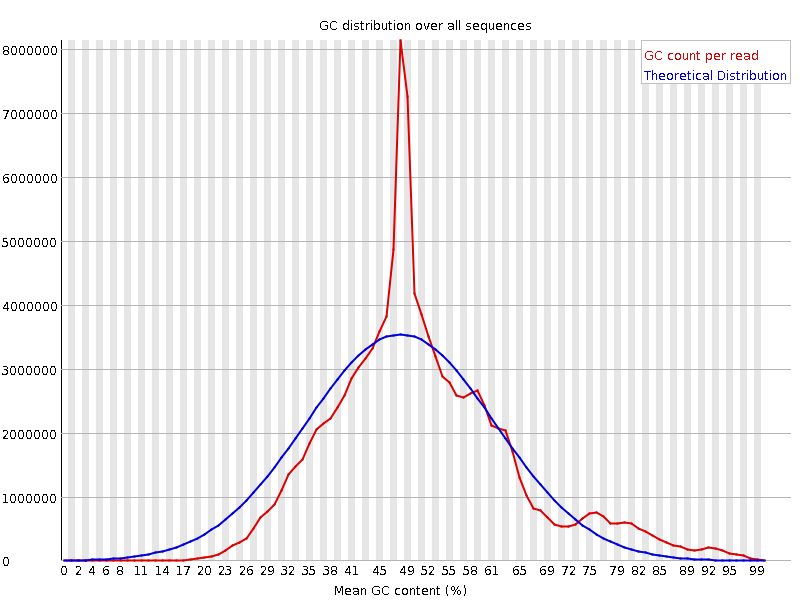 GC distribution over all sequences
GC count per read
Theoretical Distribution
8000000
7000000
6000000
5000000
4000000
3000000
2000000
1000000
0
0 2 4 6 8 11 14 17 20 23 26 29 32 35 38 41 45 49 52 55 58 61 65 69 72 75 79 82 85 89 92 95 99
Mean GC content (%)